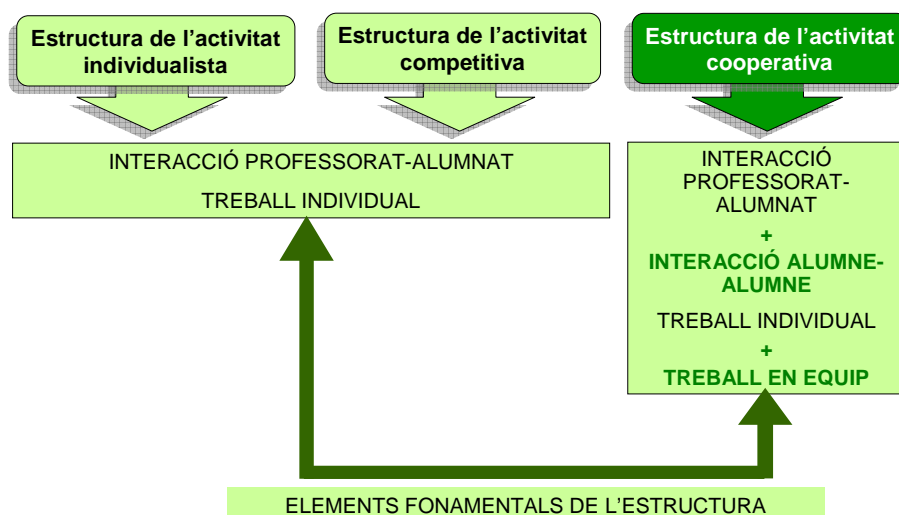 Estructura de l’activitat
individualista
Estructura de l’activitat
competitiva
Estructura de l’activitat
cooperativa
INTERACCIÓ PROFESSORAT-ALUMNAT
TREBALL INDIVIDUAL
INTERACCIÓ
PROFESSORAT-
ALUMNAT
+
INTERACCIÓ ALUMNE-
ALUMNE
TREBALL INDIVIDUAL
+
TREBALL EN EQUIP
ELEMENTS FONAMENTALS DE L’ESTRUCTURA